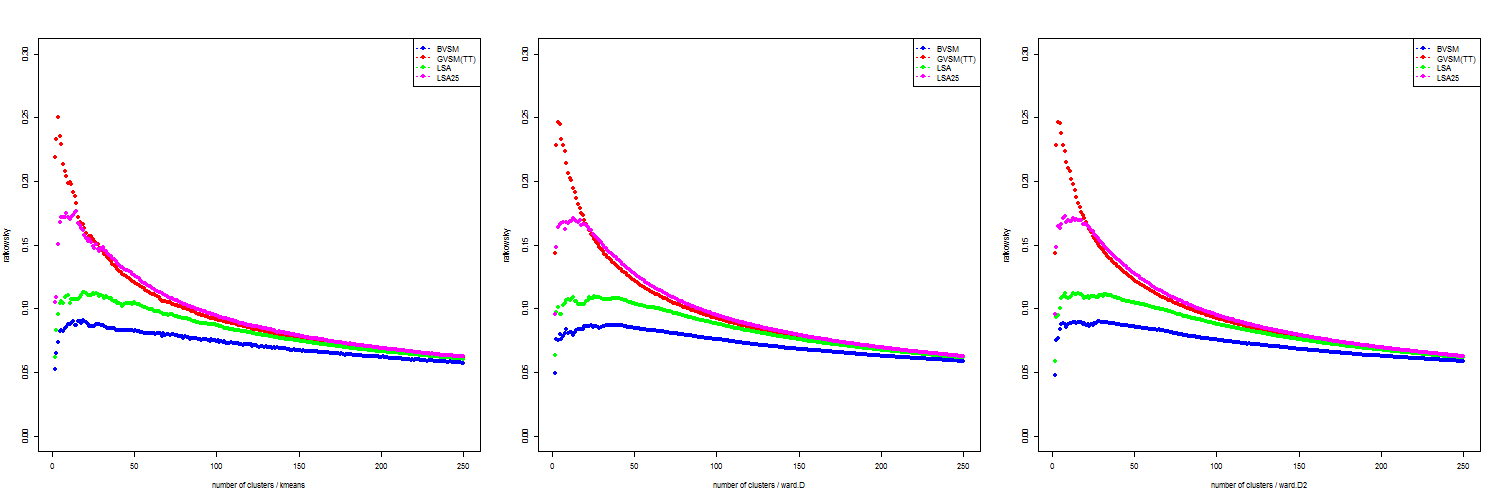 BVSM
GVSM(TT)
LSA
LSA25
0.30
0.25
0.20
0.15
0.10
0.05
0.00
ratkowsky
0 50 100 150 200 250
number of clusters / kmeans
BVSM
GVSM(TT)
LSA
LSA25
0.30
0.25
0.20
0.15
0.10
0.05
0.00
ratkowsky
0 50 100 150 200 250
number of clusters / ward.D
BVSM
GVSM(TT)
LSA
LSA25
0.30
0.25
0.20
0.15
0.10
0.05
0.00
ratkowsky
0 50 100 150 200 250
number of clusters / ward.D2